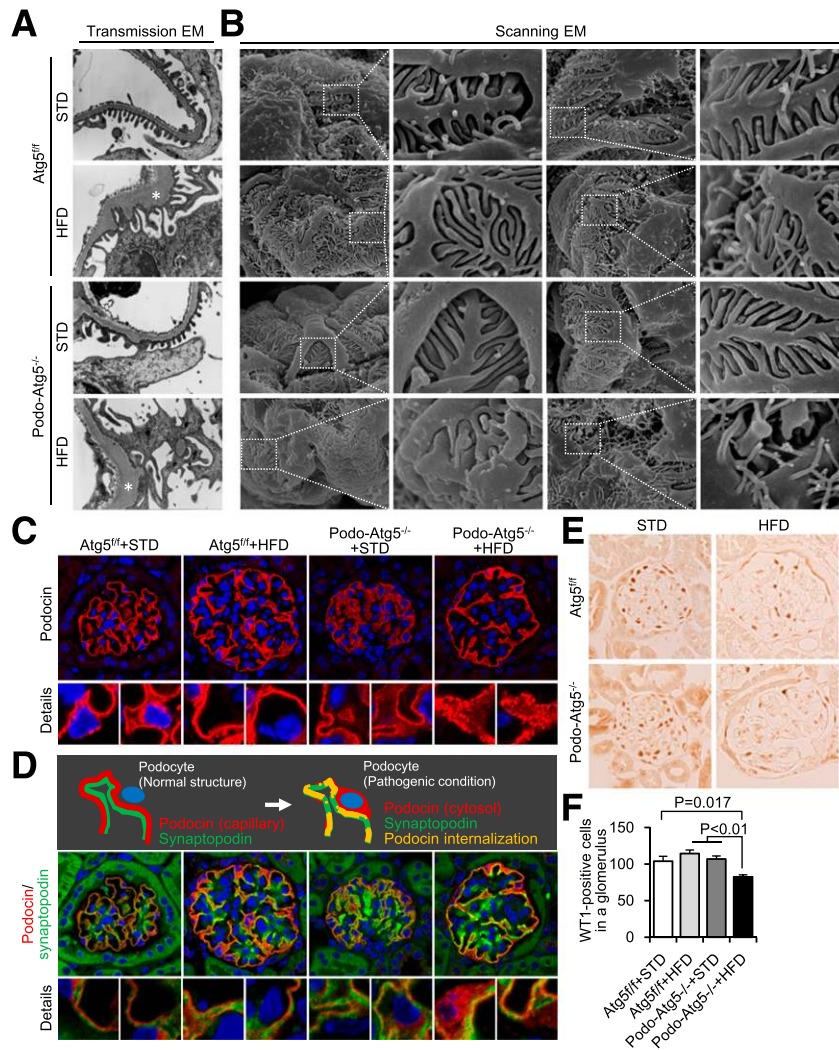 A
Transmission EM
B
Scanning EM
Atg5f/f
STD
*
HFD
Podo-Atg5-/-
STD
*
HFD
C
Atg5f/f+STD
Atg5f/f+HFD
Podo-Atg5-/-
+STD
Podo-Atg5-/-
+HFD
Podocin
Details
D
Podocyte
(Normal structure)
Podocin (capillary)
Synaptopodin
Podocyte
(Pathogenic condition)
Podocin (cytosol)
Synaptopodin
Podocin internalization
Podocin/
synaptopodin
Details
E
STD
HFD
Atg5f/f
Podo-Atg5-/-
F
P=0.017
P<0.01
WT1-positive cells
in a glomerulus
150
100
50
0
Atg5f/f+STD
Atg5f/f+HFD
Podo-Atg5-/-+STD
Podo-Atg5-/-+HFD